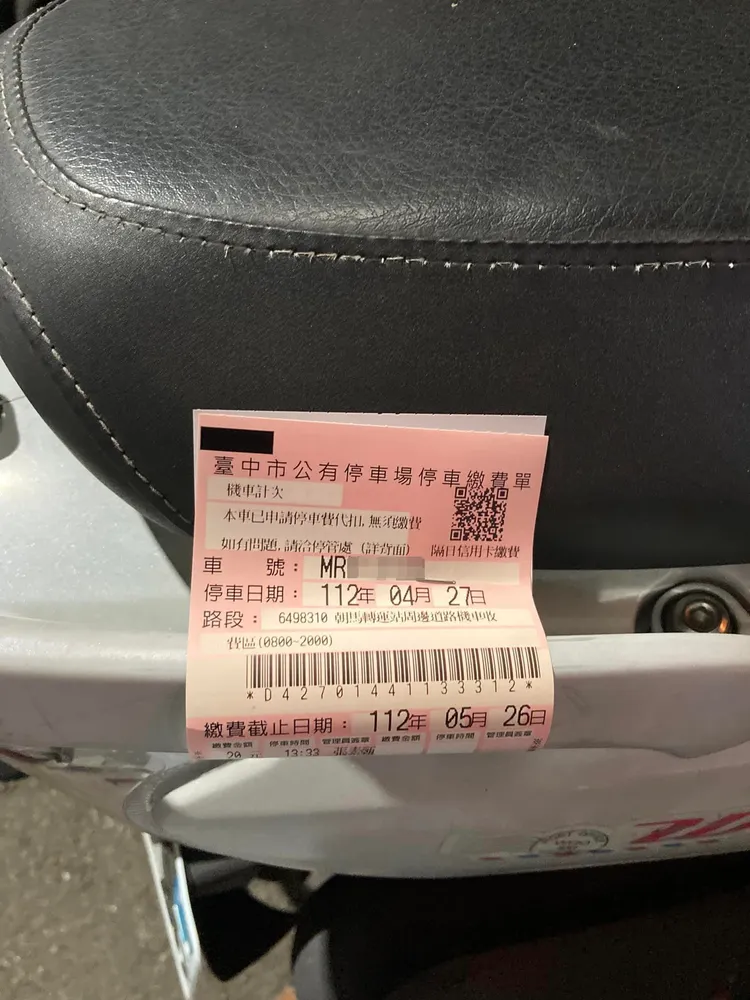 臺中市公有停車場停車繳費單
機車計次
本車已申請停車費代扣, 無須繳費
如有問題, 請洽停管處 (詳背面) 隔日信用卡繳費
車 號： MR
停車日期： 112年 04月 27日
路段： 6498310 朝馬轉運站周邊道路機車收
費區(0800~2000)
*D427014411333312*
繳費截止日期： 112年 05月 26日
繳費金額 停車時間 管理員簽章 繳費金額 停車時間 管理員簽章
20 13:33